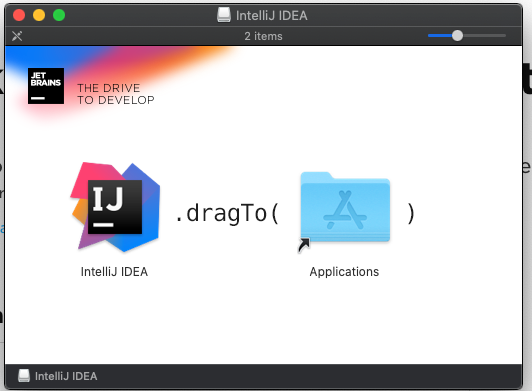 IntelliJ IDEA
2 items
JET
BRAINS
THE DRIVE
TO DEVELOP
IJ
.dragTo( )
IntelliJ IDEA
Applications
IntelliJ IDEA